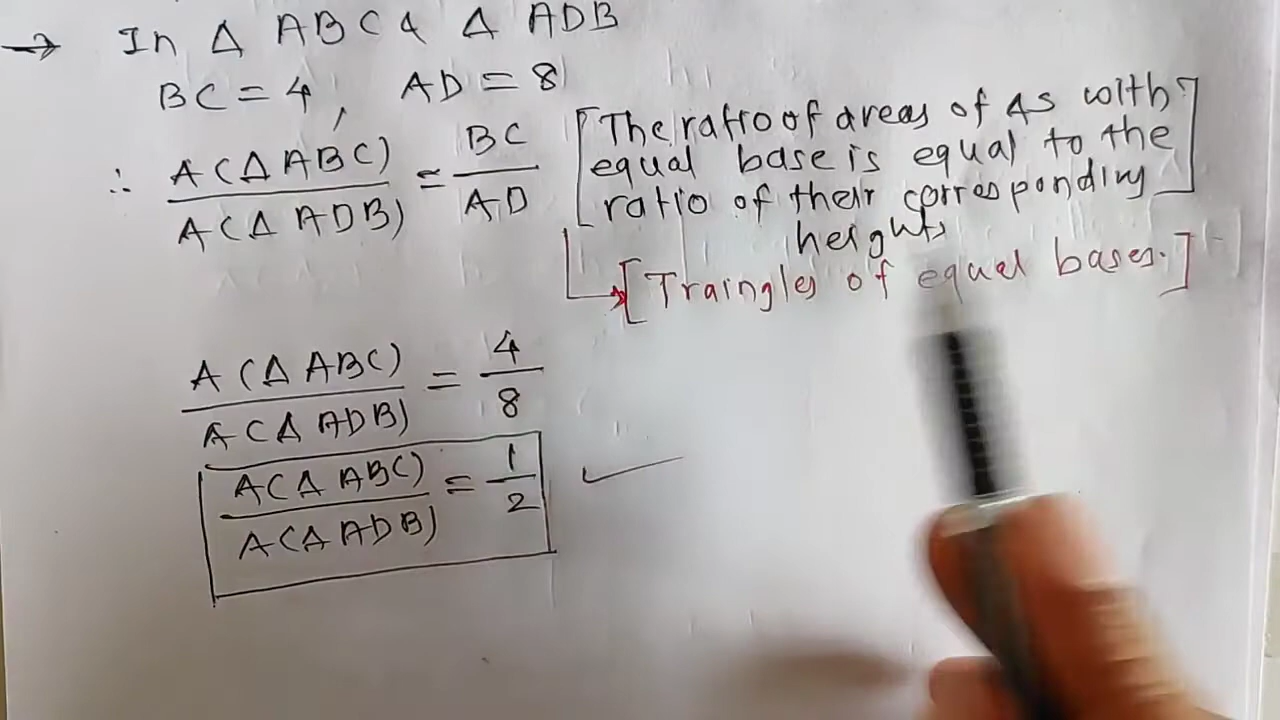 → In Δ ABC & Δ ADB
BC = 4, AD = 8
∴ A(Δ ABC) / A(Δ ADB) = BC / AD
[The ratio of areas of Δs with
equal base is equal to the
ratio of their corresponding]
heights
→ [Traingles of equal bases.]
A(Δ ABC) / A(Δ ADB) = 4 / 8
A(Δ ABC) / A(Δ ADB) = 1 / 2 ✓